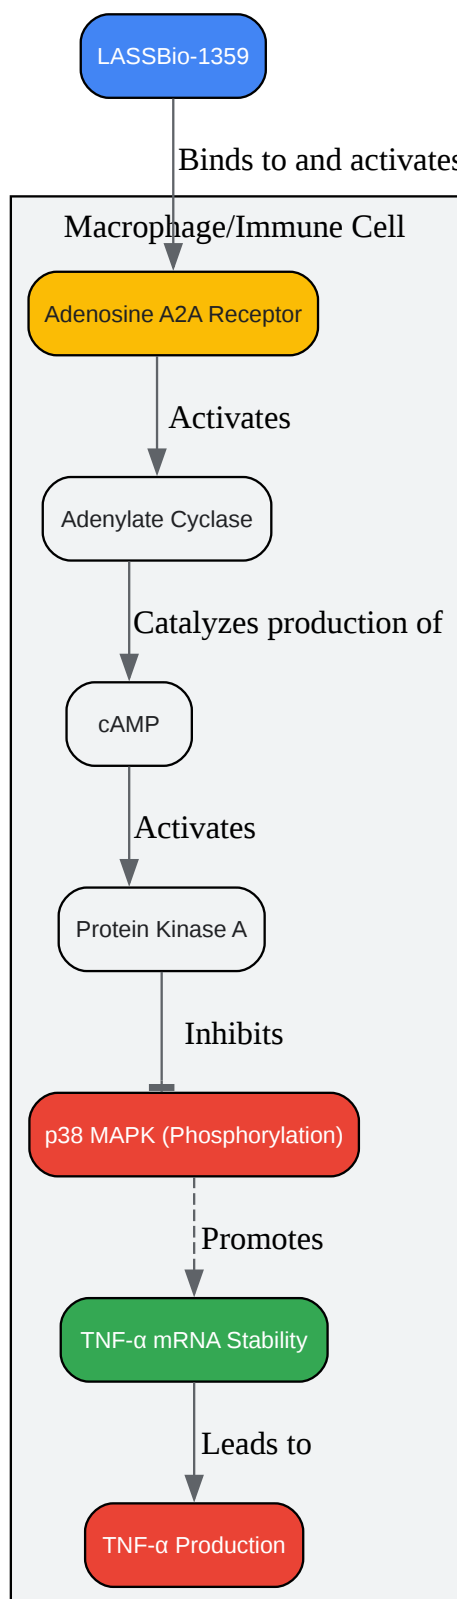 LASSBio-1359
Binds to and activates
Macrophage/Immune Cell
Adenosine A2A Receptor
Activates
Adenylate Cyclase
Catalyzes production of
cAMP
Activates
Protein Kinase A
Inhibits
p38 MAPK (Phosphorylation)
Promotes
TNF-α mRNA Stability
Leads to
TNF-α Production